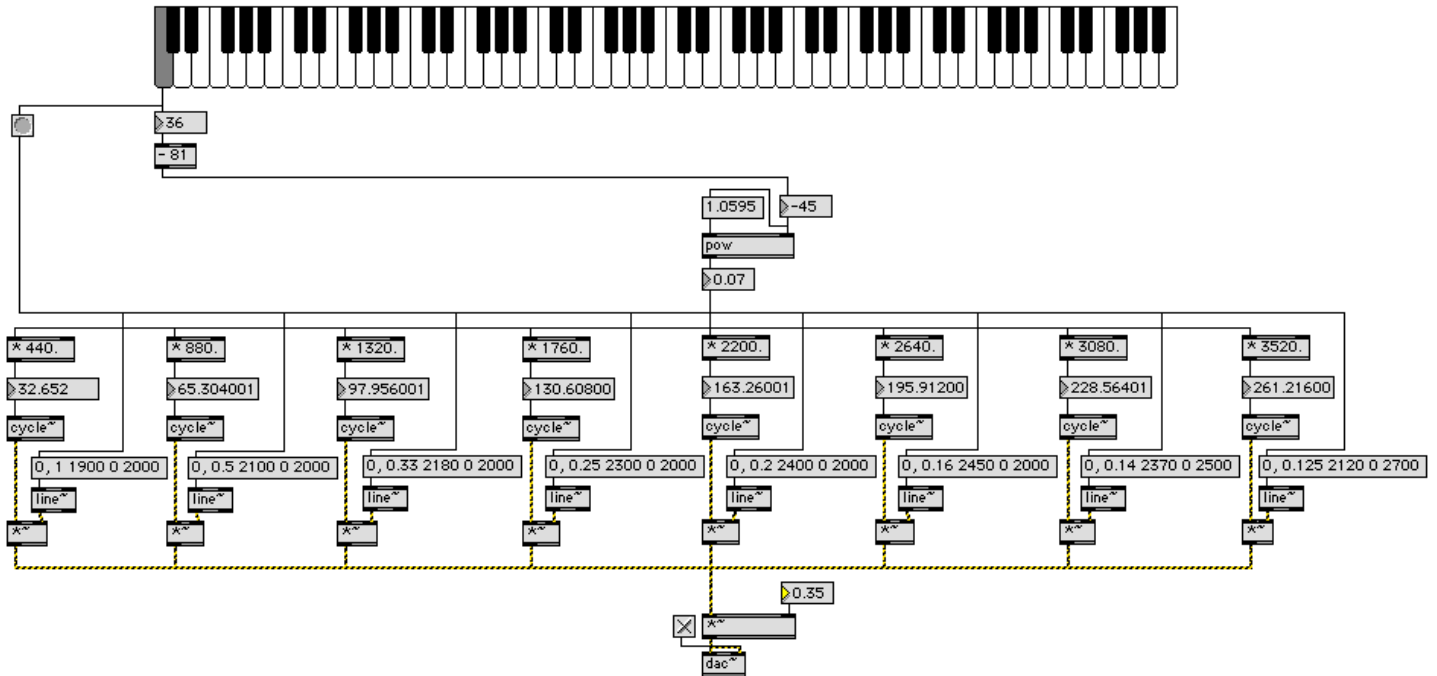 36
- 81
1.0595
-45
pow
0.07
* 440. * 880. * 1320. * 1760. * 2200. * 2640. * 3080. * 3520.
32.652 65.304001 97.956001 130.60800 163.26001 195.91200 228.56401 261.21600
cycle~ cycle~ cycle~ cycle~ cycle~ cycle~ cycle~ cycle~
0, 1 1900 0 2000 0, 0.5 2100 0 2000 0, 0.33 2180 0 2000 0, 0.25 2300 0 2000 0, 0.2 2400 0 2000 0, 0.16 2450 0 2000 0, 0.14 2370 0 2500 0, 0.125 2120 0 2700
line~ line~ line~ line~ line~ line~ line~ line~
*~ *~ *~ *~ *~ *~ *~ *~
0.35
*~
dac~